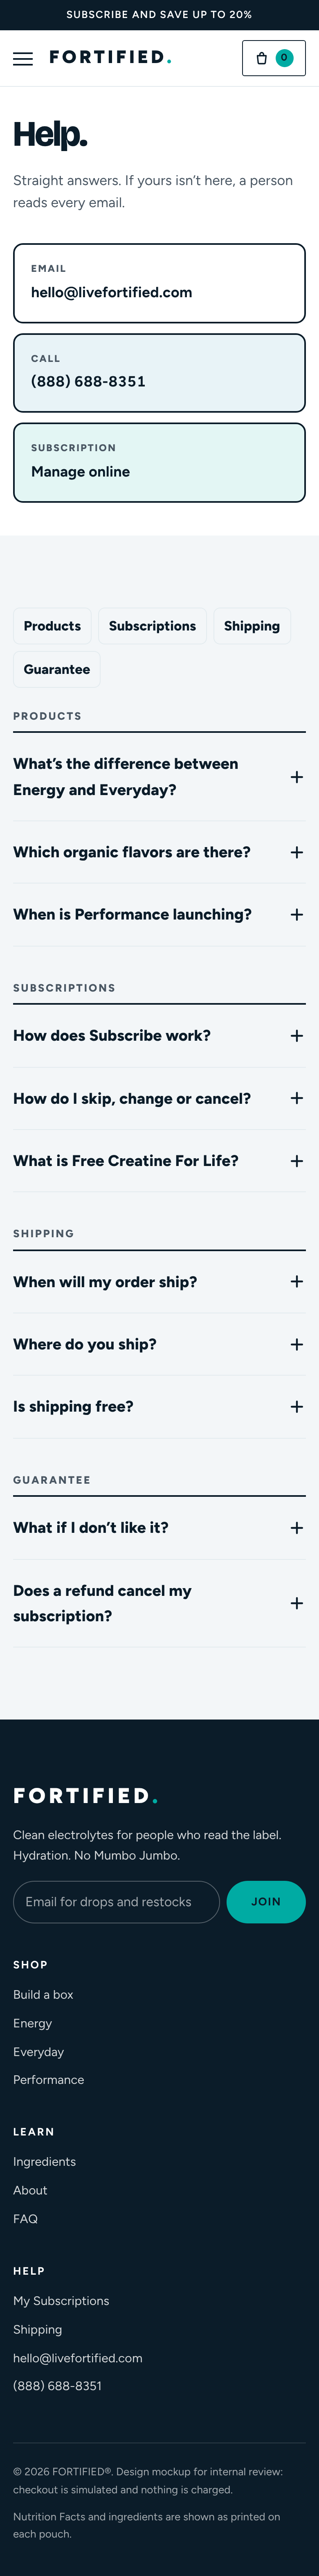 SUBSCRIBE AND SAVE UP TO 20%
FORTIFIED.
0
Help.
Straight answers. If yours isn’t here, a person
reads every email.
EMAIL
hello@livefortified.com
CALL
(888) 688-8351
SUBSCRIPTION
Manage online
Products
Subscriptions
Shipping
Guarantee
PRODUCTS
What’s the difference between
Energy and Everyday?
Which organic flavors are there?
When is Performance launching?
SUBSCRIPTIONS
How does Subscribe work?
How do I skip, change or cancel?
What is Free Creatine For Life?
SHIPPING
When will my order ship?
Where do you ship?
Is shipping free?
GUARANTEE
What if I don’t like it?
Does a refund cancel my
subscription?
FORTIFIED.
Clean electrolytes for people who read the label.
Hydration. No Mumbo Jumbo.
Email for drops and restocks
JOIN
SHOP
Build a box
Energy
Everyday
Performance
LEARN
Ingredients
About
FAQ
HELP
My Subscriptions
Shipping
hello@livefortified.com
(888) 688-8351
© 2026 FORTIFIED®. Design mockup for internal review:
checkout is simulated and nothing is charged.
Nutrition Facts and ingredients are shown as printed on
each pouch.